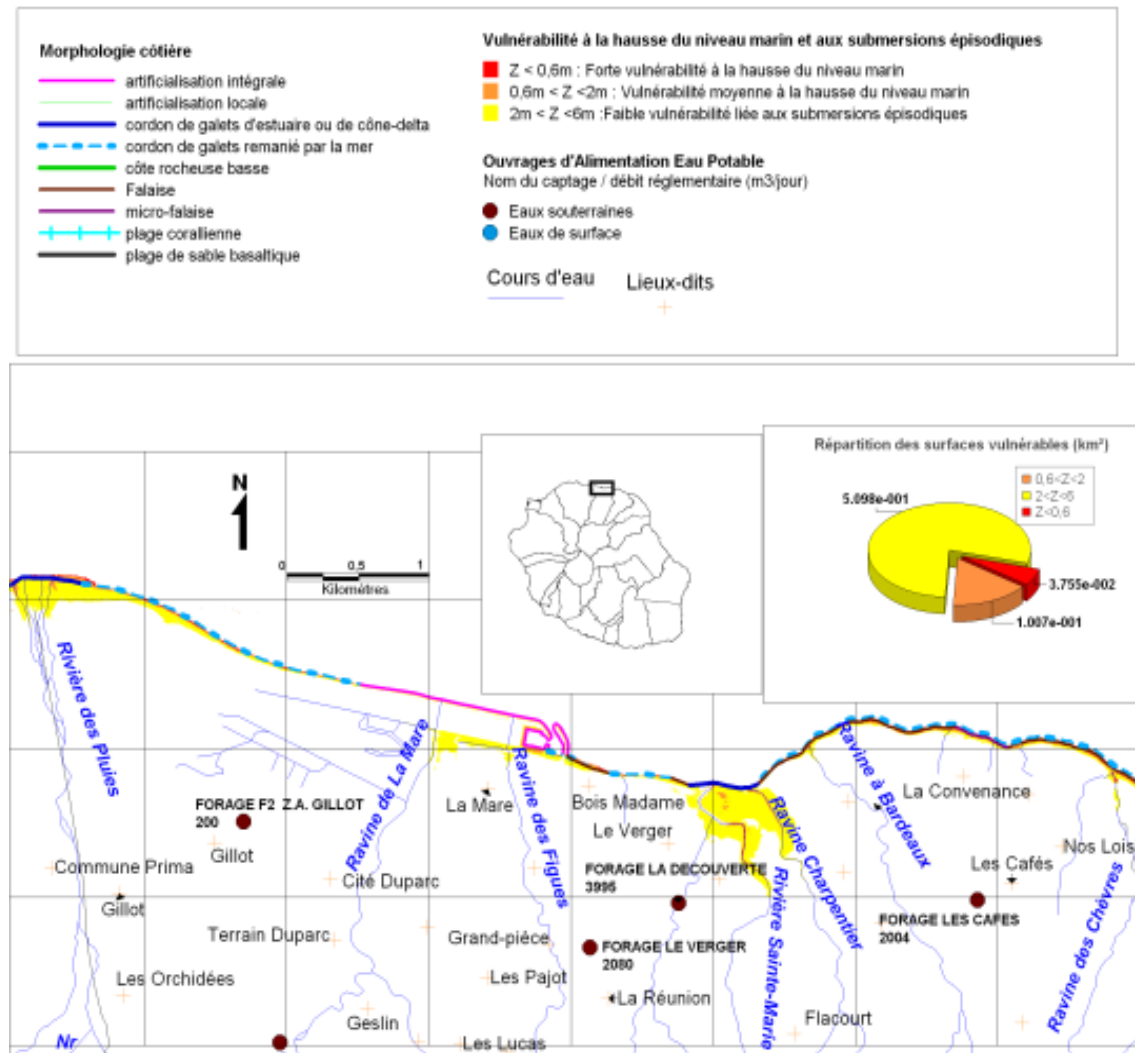 Morphologie côtière
artificialisation intégrale
artificialisation locale
cordon de galets d'estuaire ou de cône-delta
cordon de galets remanié par la mer
côte rocheuse basse
Falaise
micro-falaise
plage corallienne
plage de sable basaltique
Vulnérabilité à la hausse du niveau marin et aux submersions épisodiques
Z < 0,6m : Forte vulnérabilité à la hausse du niveau marin
0,6m < Z <2m : Vulnérabilité moyenne à la hausse du niveau marin
2m < Z <6m :Faible vulnérabilité liée aux submersions épisodiques
Ouvrages d'Alimentation Eau Potable
Nom du captage / débit réglementaire (m3/jour)
Eaux souterraines
Eaux de surface
Cours d'eau
Lieux-dits
N
0 0,5 1
Kilomètres
Répartition des surfaces vulnérables (km²)
0,6<Z<2
2<Z<6
Z<0,6
5.098e-001
3.755e-002
1.007e-001
Rivière des Pluies
Ravine de La Mare
Ravine des Figues
Rivière Sainte-Marie
Ravine Charpentier
Ravine à Bardeaux
Ravine des Chèvres
FORAGE F2 Z.A. GILLOT
200
Gillot
Commune Prima
Gillot
Cité Duparc
Terrain Duparc
Les Orchidées
Geslin
Nr
La Mare
Bois Madame
Le Verger
FORAGE LA DECOUVERTE
3995
Grand-pièce
FORAGE LE VERGER
2080
Les Pajot
La Réunion
Les Lucas
Flacourt
La Convenance
Nos Lois
Les Cafés
FORAGE LES CAFES
2004